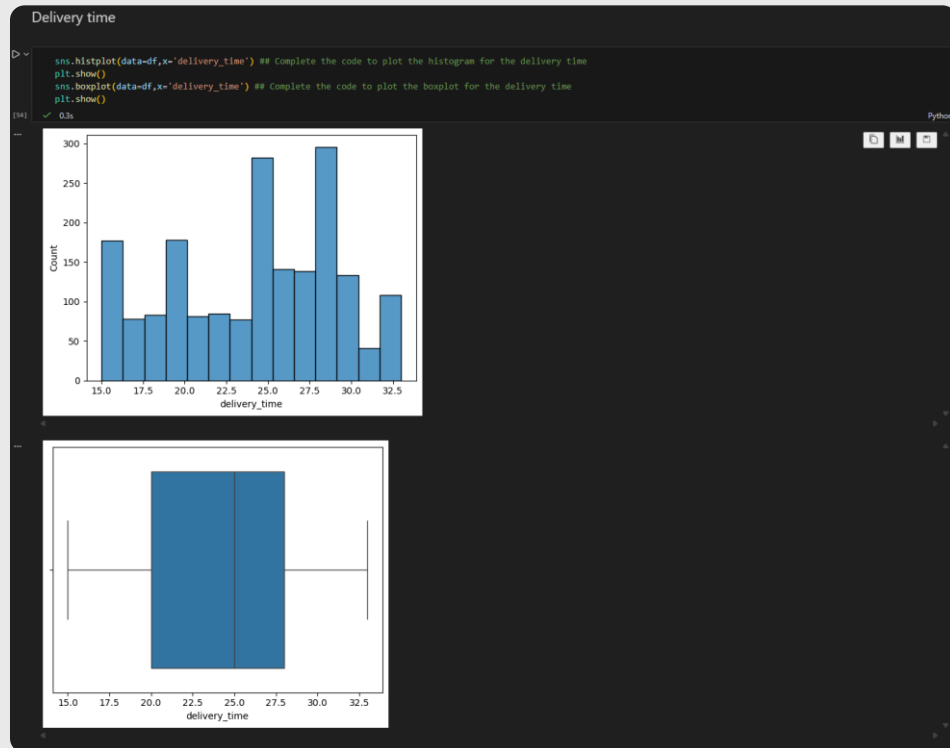 Delivery time
sns.histplot(data=df,x='delivery_time') ## Complete the code to plot the histogram for the delivery time
plt.show()
sns.boxplot(data=df,x='delivery_time') ## Complete the code to plot the boxplot for the delivery time
plt.show()
[54] 0.3s Python
300
250
200
150
100
50
0
Count
15.0 17.5 20.0 22.5 25.0 27.5 30.0 32.5
delivery_time
15.0 17.5 20.0 22.5 25.0 27.5 30.0 32.5
delivery_time